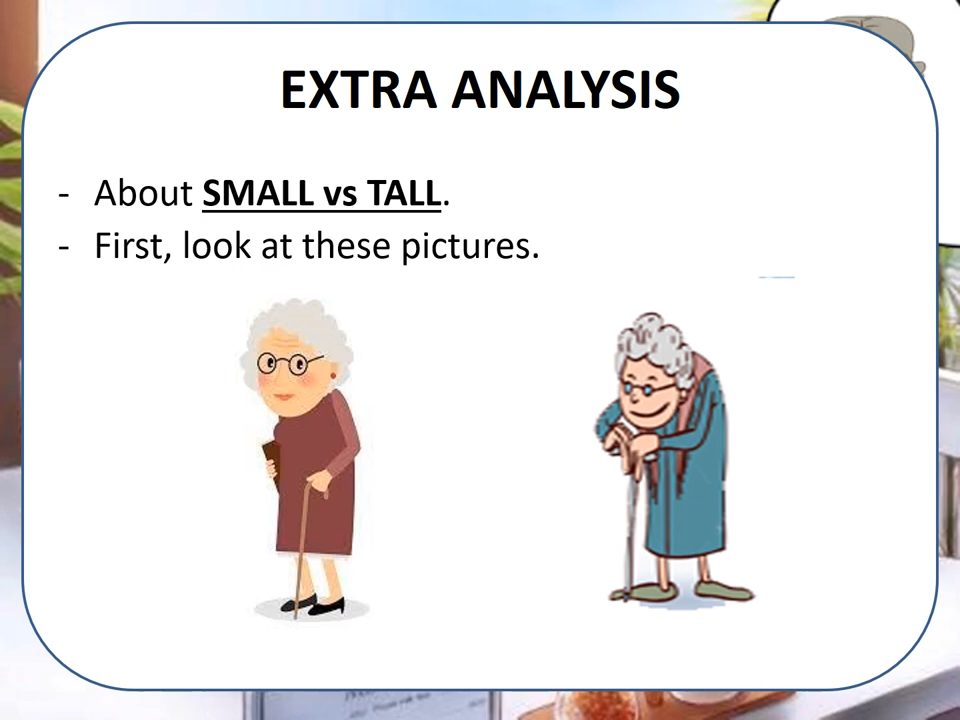 EXTRA ANALYSIS
- About SMALL vs TALL.
- First, look at these pictures.